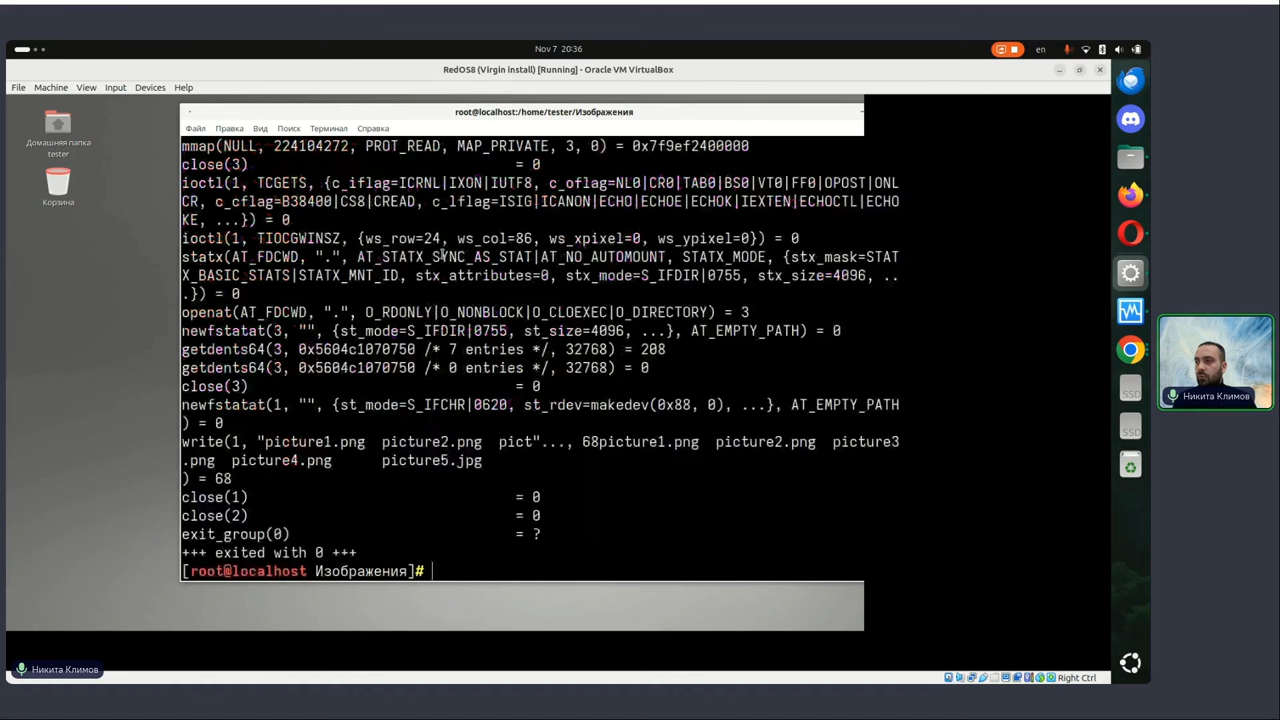 Nov 7 20:36
en
RedOS8 (Virgin install) [Running] - Oracle VM VirtualBox
File Machine View Input Devices Help
root@localhost:/home/tester/Изображения
Файл Правка Вид Поиск Терминал Справка
Домашняя папка
tester
Корзина
mmap(NULL, 224104272, PROT_READ, MAP_PRIVATE, 3, 0) = 0x7f9ef2400000
close(3) = 0
ioctl(1, TCGETS, {c_iflag=ICRNL|IXON|IUTF8, c_oflag=NL0|CR0|TAB0|BS0|VT0|FF0|OPOST|ONL
CR, c_cflag=B38400|CS8|CREAD, c_lflag=ISIG|ICANON|ECHO|ECHOE|ECHOK|IEXTEN|ECHOCTL|ECHO
KE, ...}) = 0
ioctl(1, TIOCGWINSZ, {ws_row=24, ws_col=86, ws_xpixel=0, ws_ypixel=0}) = 0
statx(AT_FDCWD, ".", AT_STATX_SYNC_AS_STAT|AT_NO_AUTOMOUNT, STATX_MODE, {stx_mask=STAT
X_BASIC_STATS|STATX_MNT_ID, stx_attributes=0, stx_mode=S_IFDIR|0755, stx_size=4096, ..
.}) = 0
openat(AT_FDCWD, ".", O_RDONLY|O_NONBLOCK|O_CLOEXEC|O_DIRECTORY) = 3
newfstatat(3, "", {st_mode=S_IFDIR|0755, st_size=4096, ...}, AT_EMPTY_PATH) = 0
getdents64(3, 0x5604c1070750 /* 7 entries */, 32768) = 208
getdents64(3, 0x5604c1070750 /* 0 entries */, 32768) = 0
close(3) = 0
newfstatat(1, "", {st_mode=S_IFCHR|0620, st_rdev=makedev(0x88, 0), ...}, AT_EMPTY_PATH
) = 0
write(1, "picture1.png  picture2.png  pict"..., 68picture1.png  picture2.png  picture3
.png  picture4.png      picture5.jpg
) = 68
close(1) = 0
close(2) = 0
exit_group(0) = ?
+++ exited with 0 +++
[root@localhost Изображения]#
SSD
SSD
Никита Климов
Никита Климов
Right Ctrl